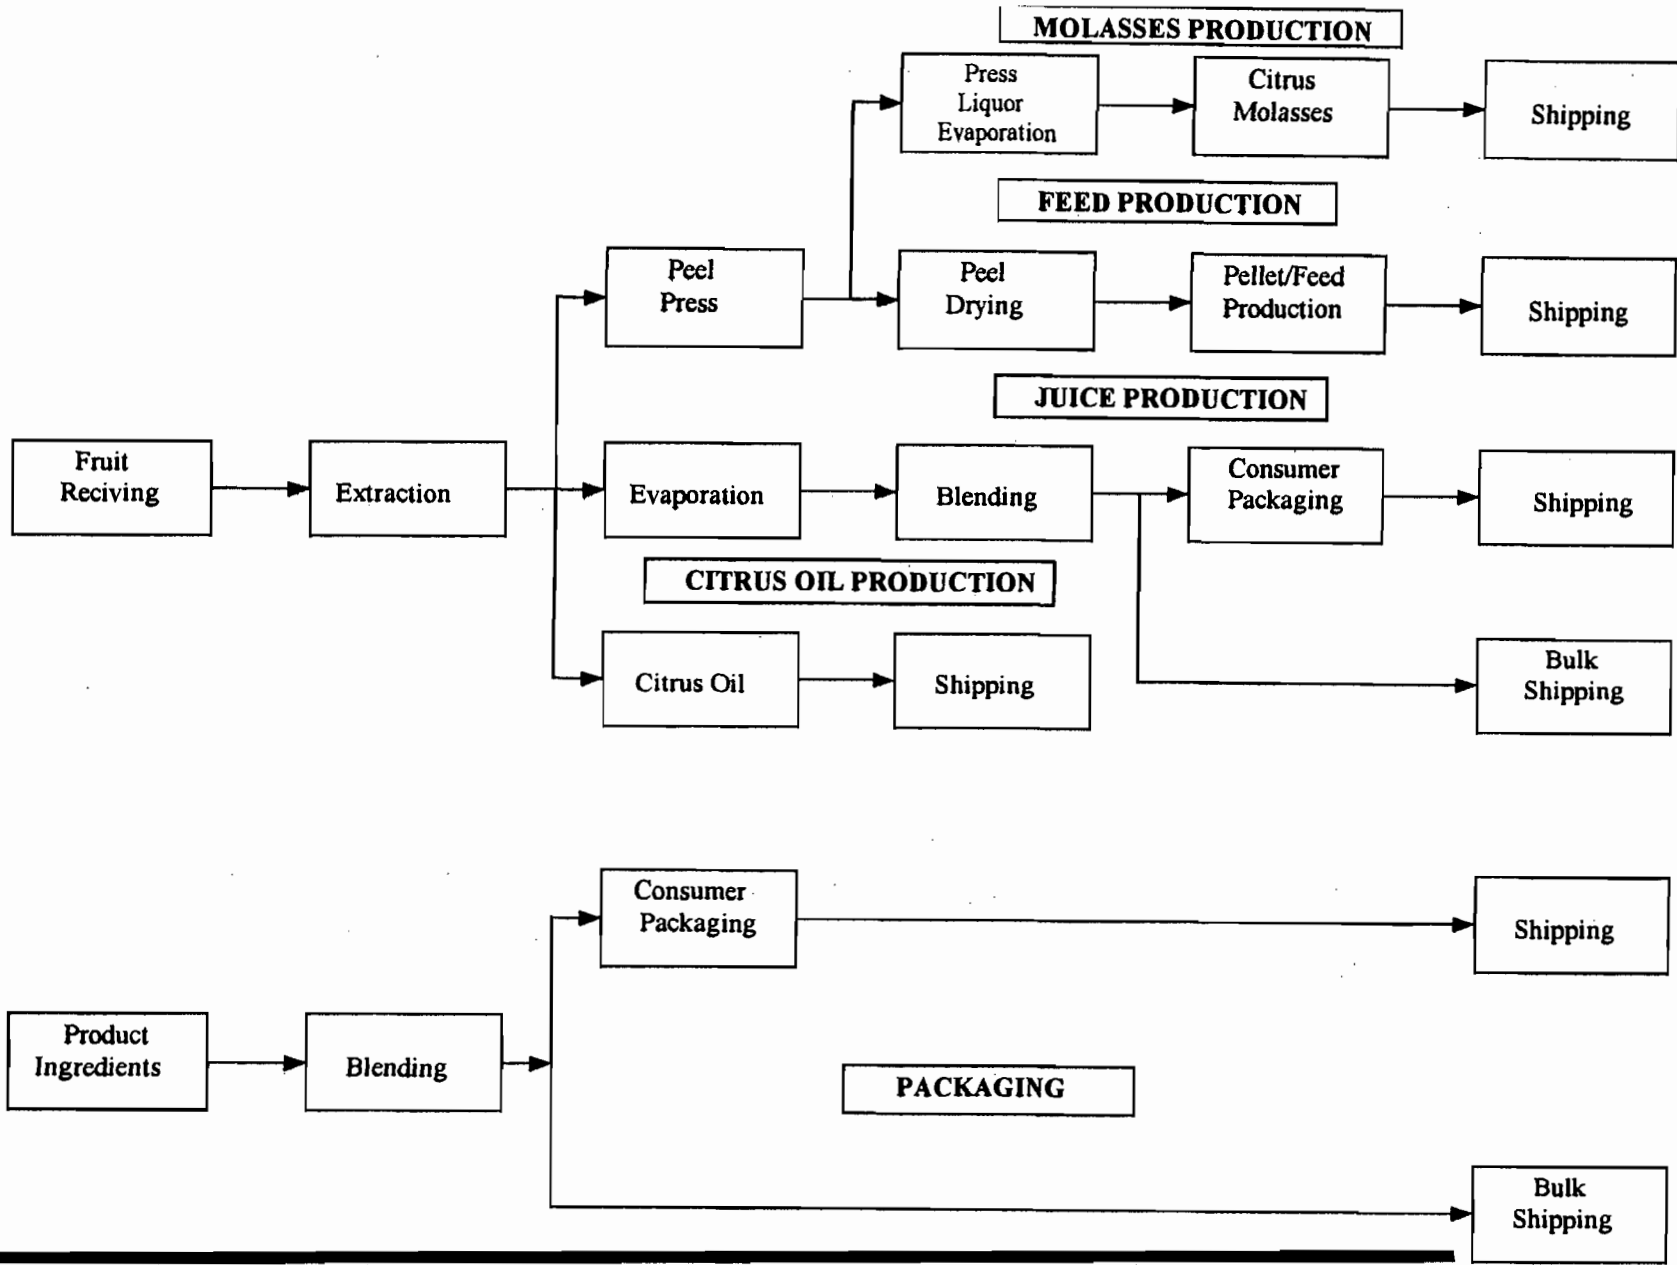 MOLASSES PRODUCTION
Press
Liquor
Evaporation
Citrus
Molasses
Shipping
FEED PRODUCTION
Peel
Press
Peel
Drying
Pellet/Feed
Production
Shipping
JUICE PRODUCTION
Fruit
Reciving
Extraction
Evaporation
Blending
Consumer
Packaging
Shipping
CITRUS OIL PRODUCTION
Citrus Oil
Shipping
Bulk
Shipping
Consumer
Packaging
Shipping
Product
Ingredients
Blending
PACKAGING
Bulk
Shipping